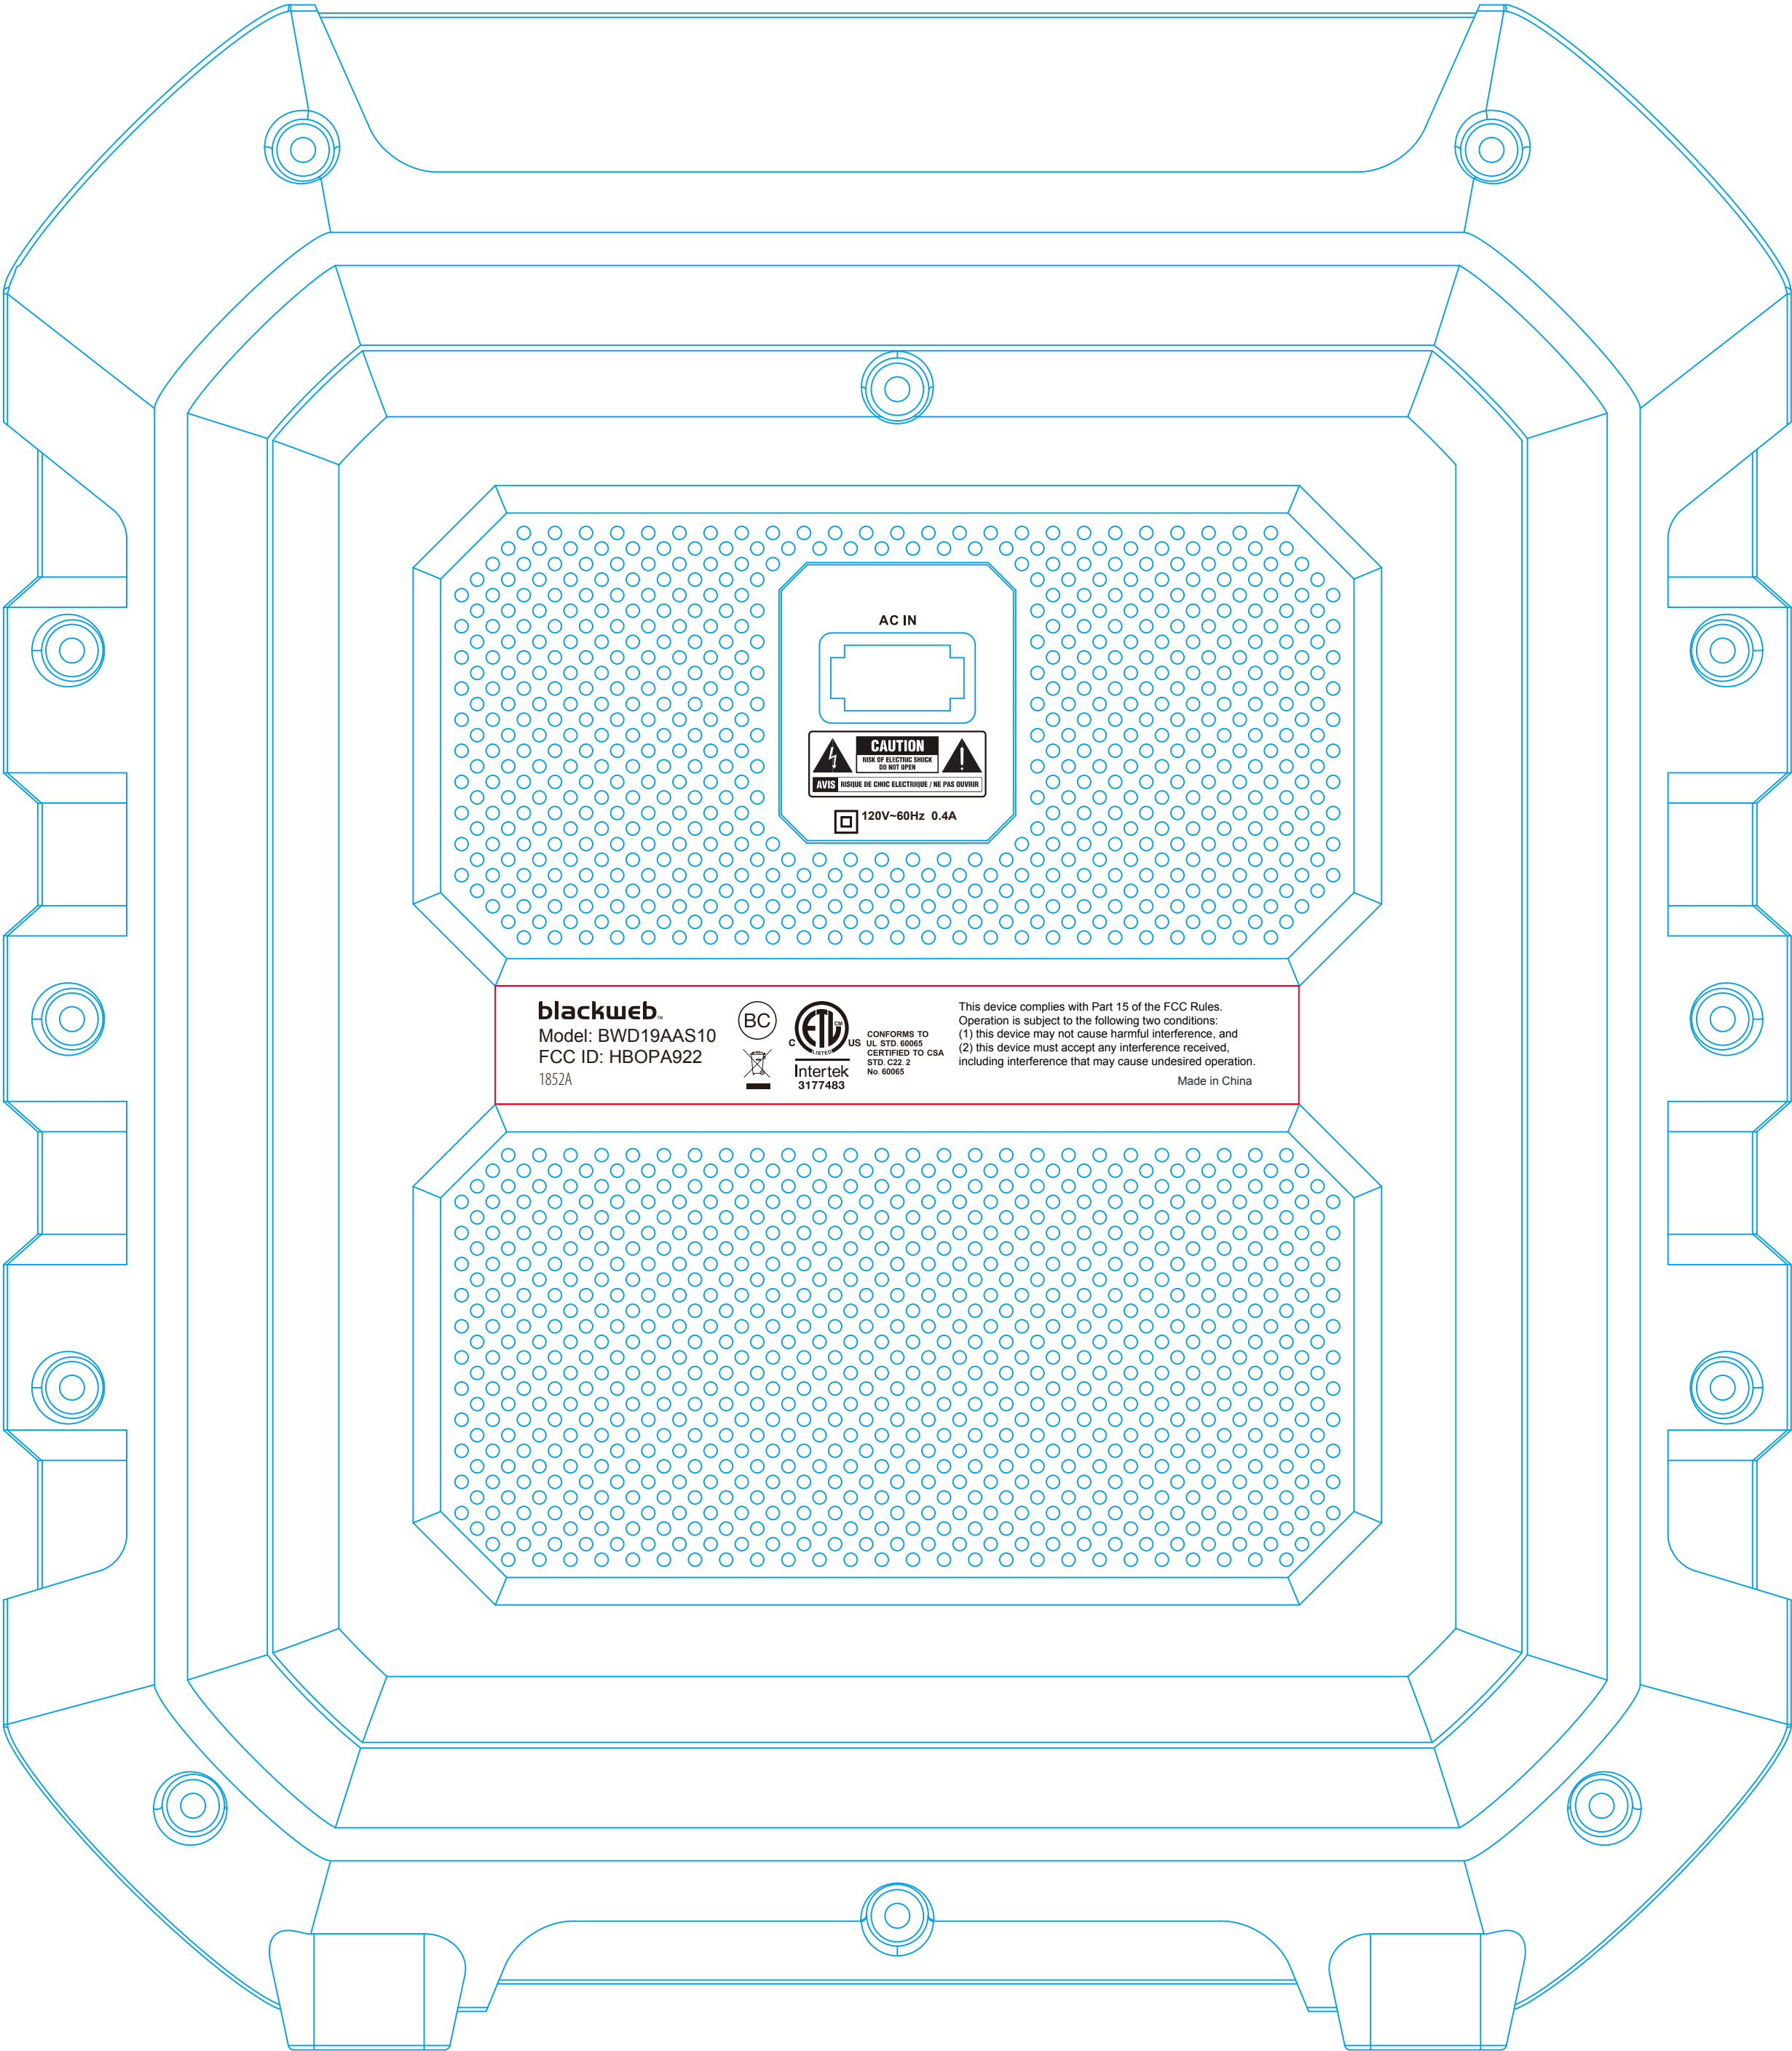 AC IN
CAUTION
RISK OF ELECTRIC SHOCK
DO NOT OPEN
AVIS RISQUE DE CHOC ELECTRIQUE / NE PAS OUVRIR
120V~60Hz 0.4A
blackweb™
Model: BWD19AAS10
FCC ID: HBOPA922
1852A
BC
ETL CM
C US
LISTED
Intertek
3177483
CONFORMS TO
UL STD. 60065
CERTIFIED TO CSA
STD. C22. 2
No. 60065
This device complies with Part 15 of the FCC Rules.
Operation is subject to the following two conditions:
(1) this device may not cause harmful interference, and
(2) this device must accept any interference received,
including interference that may cause undesired operation.
Made in China